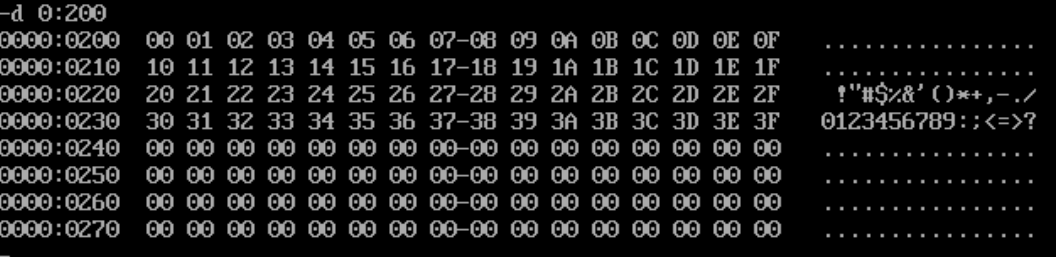 -d 0:200
0000:0200  00 01 02 03 04 05 06 07-08 09 0A 0B 0C 0D 0E 0F   ................
0000:0210  10 11 12 13 14 15 16 17-18 19 1A 1B 1C 1D 1E 1F   ................
0000:0220  20 21 22 23 24 25 26 27-28 29 2A 2B 2C 2D 2E 2F    !"#$%&'()*+,-./
0000:0230  30 31 32 33 34 35 36 37-38 39 3A 3B 3C 3D 3E 3F   0123456789:;<=>?
0000:0240  00 00 00 00 00 00 00 00-00 00 00 00 00 00 00 00   ................
0000:0250  00 00 00 00 00 00 00 00-00 00 00 00 00 00 00 00   ................
0000:0260  00 00 00 00 00 00 00 00-00 00 00 00 00 00 00 00   ................
0000:0270  00 00 00 00 00 00 00 00-00 00 00 00 00 00 00 00   ................